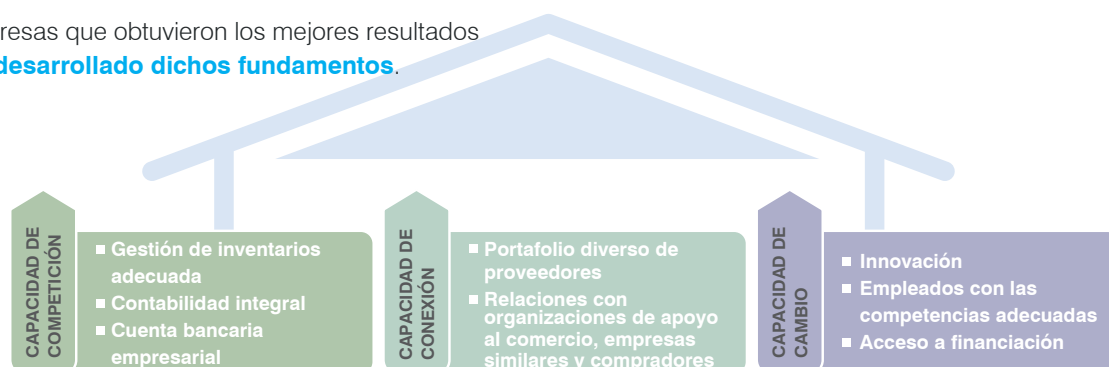 resas que obtuvieron los mejores resultados
desarrollado dichos fundamentos.
CAPACIDAD DE
COMPETICIÓN
Gestión de inventarios
adecuada
Contabilidad integral
Cuenta bancaria
empresarial
CAPACIDAD DE
CONEXIÓN
Portafolio diverso de
proveedores
Relaciones con
organizaciones de apoyo
al comercio, empresas
similares y compradores
CAPACIDAD DE
CAMBIO
Innovación
Empleados con las
competencias adecuadas
Acceso a financiación